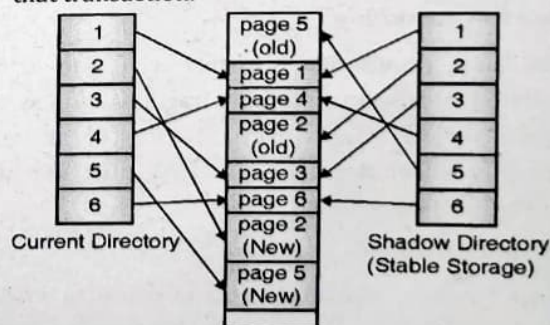 that transaction.
1
2
3
4
5
6
Current Directory
page 5
(old)
page 1
page 4
page 2
(old)
page 3
page 6
page 2
(New)
page 5
(New)
1
2
3
4
5
6
Shadow Directory
(Stable Storage)